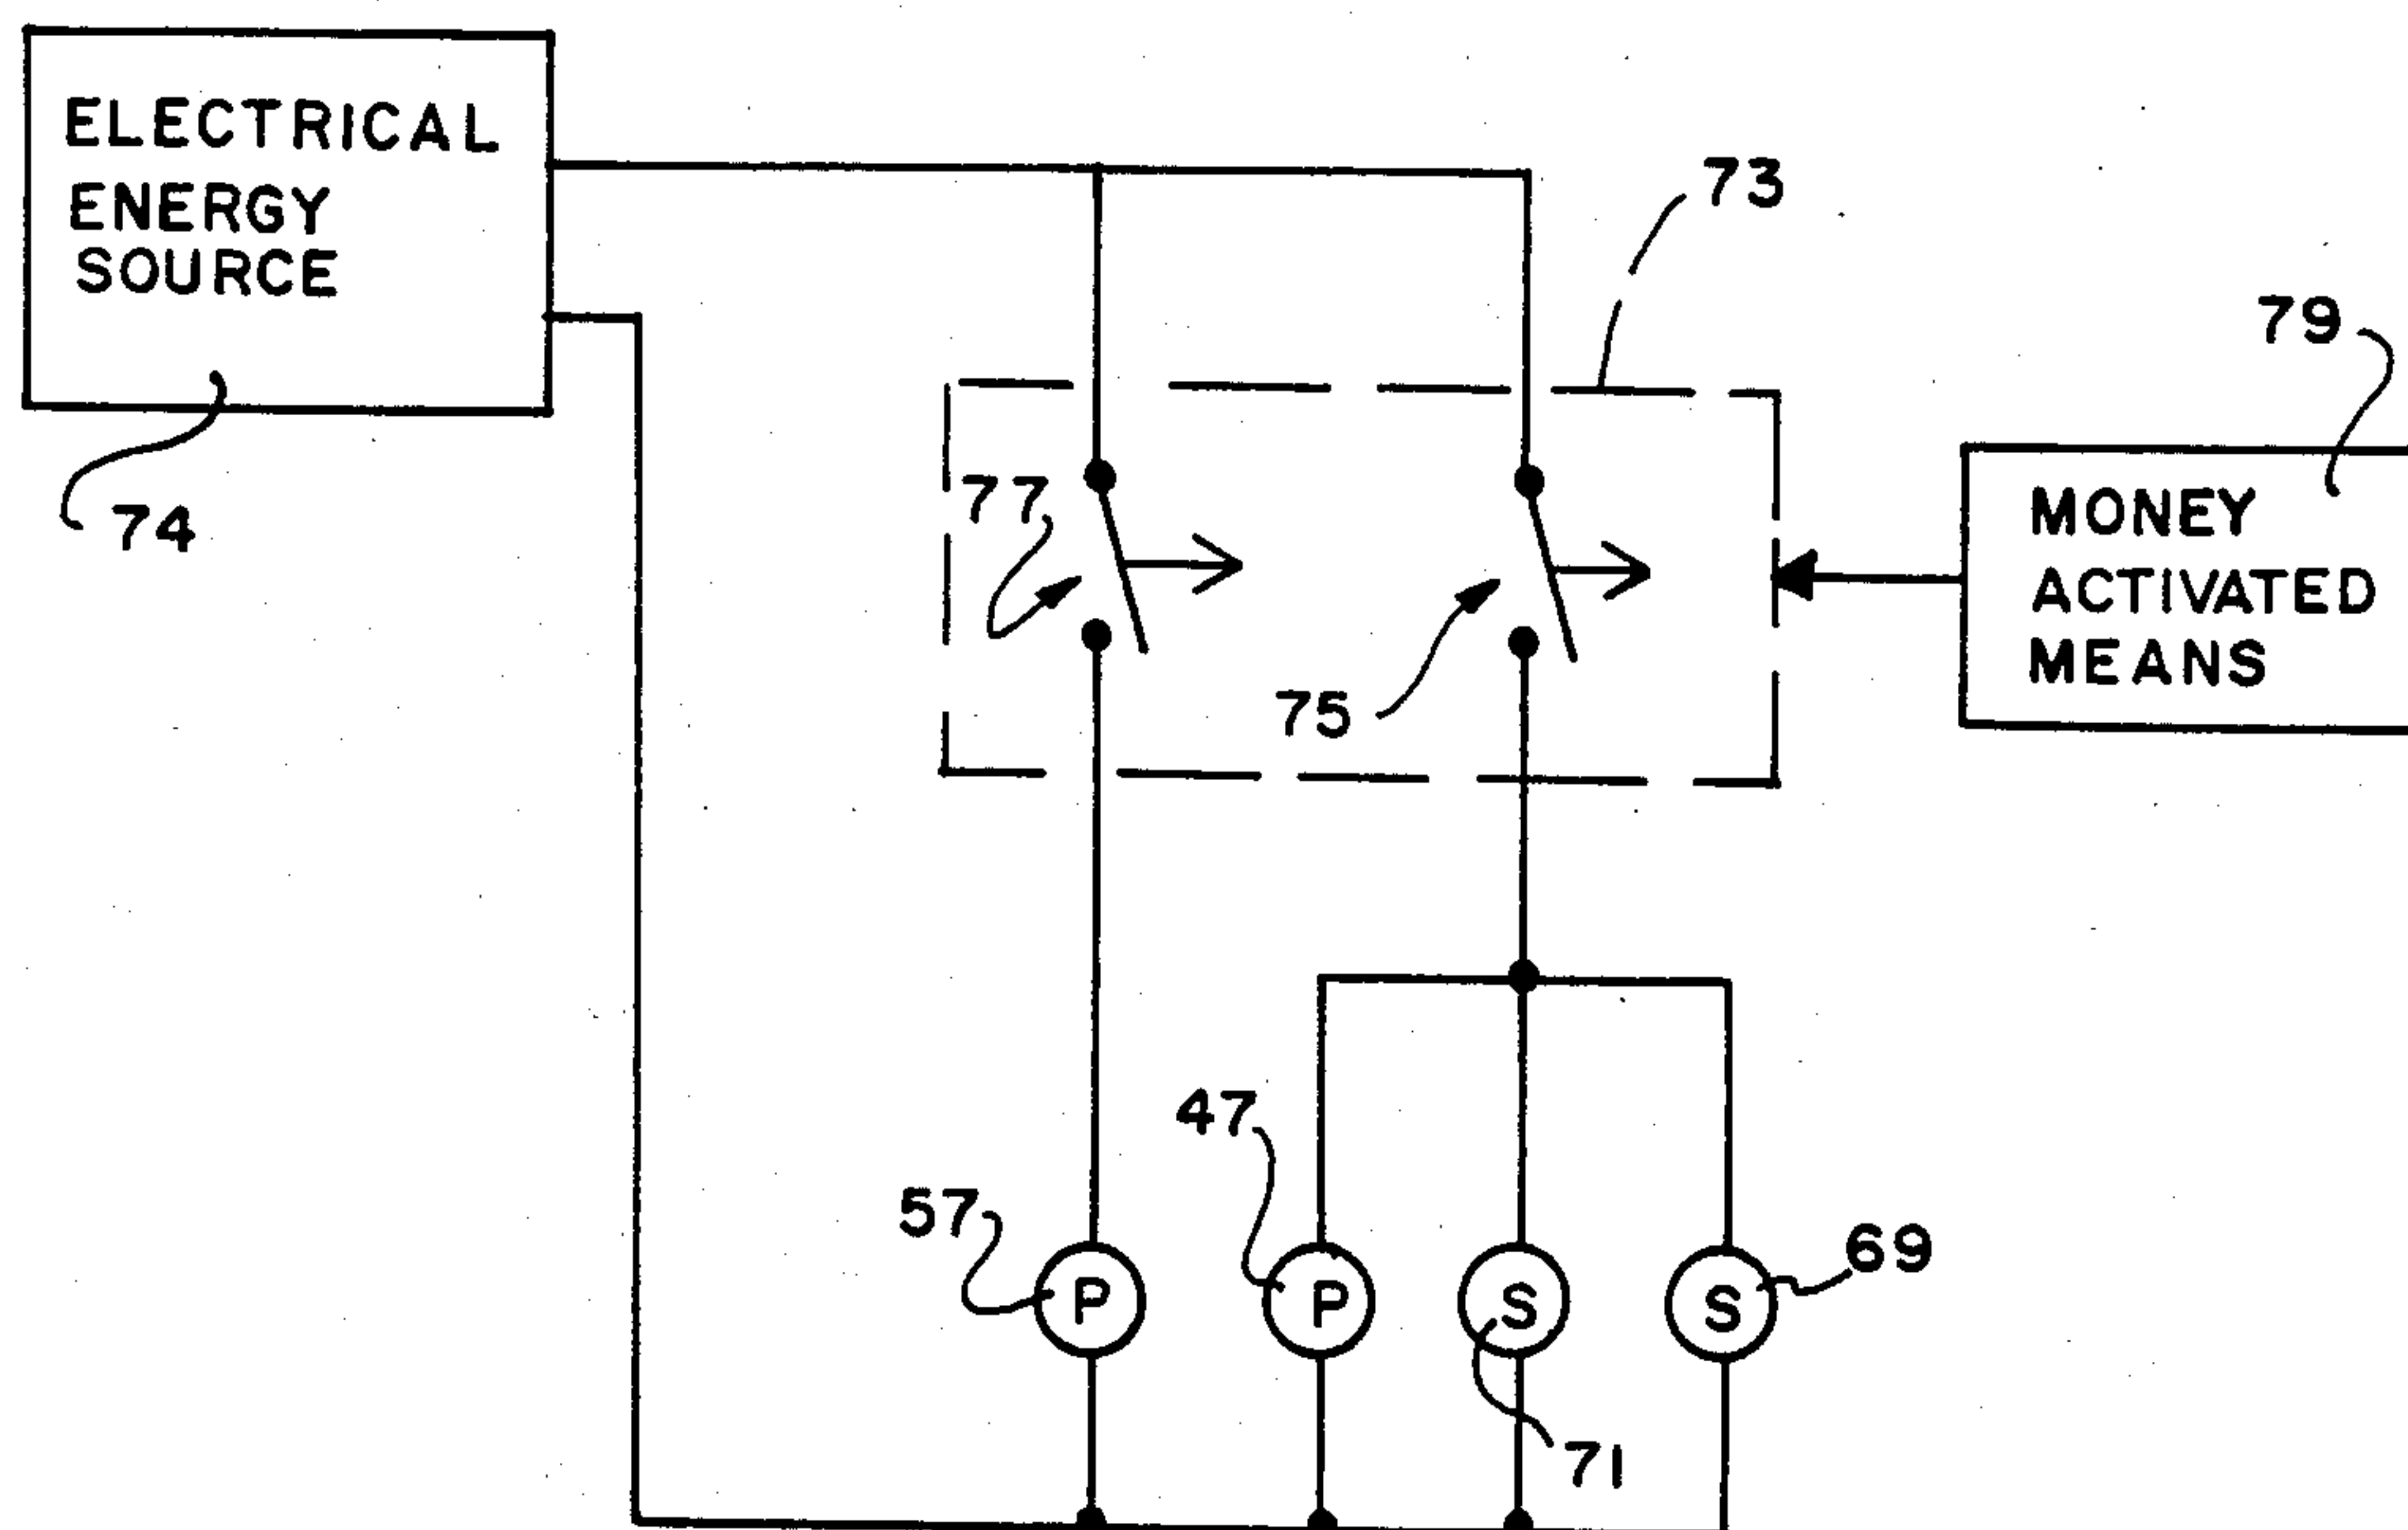 ELECTRICAL
ENERGY
SOURCE
74
73
79
77
75
MONEY
ACTIVATED
MEANS
47
57
69
P
P
S
S
71